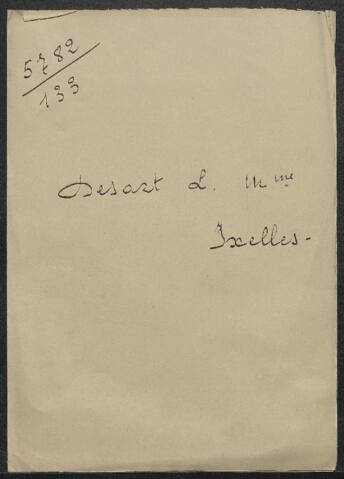 5782
133
Desart L. Mme
Ixelles-